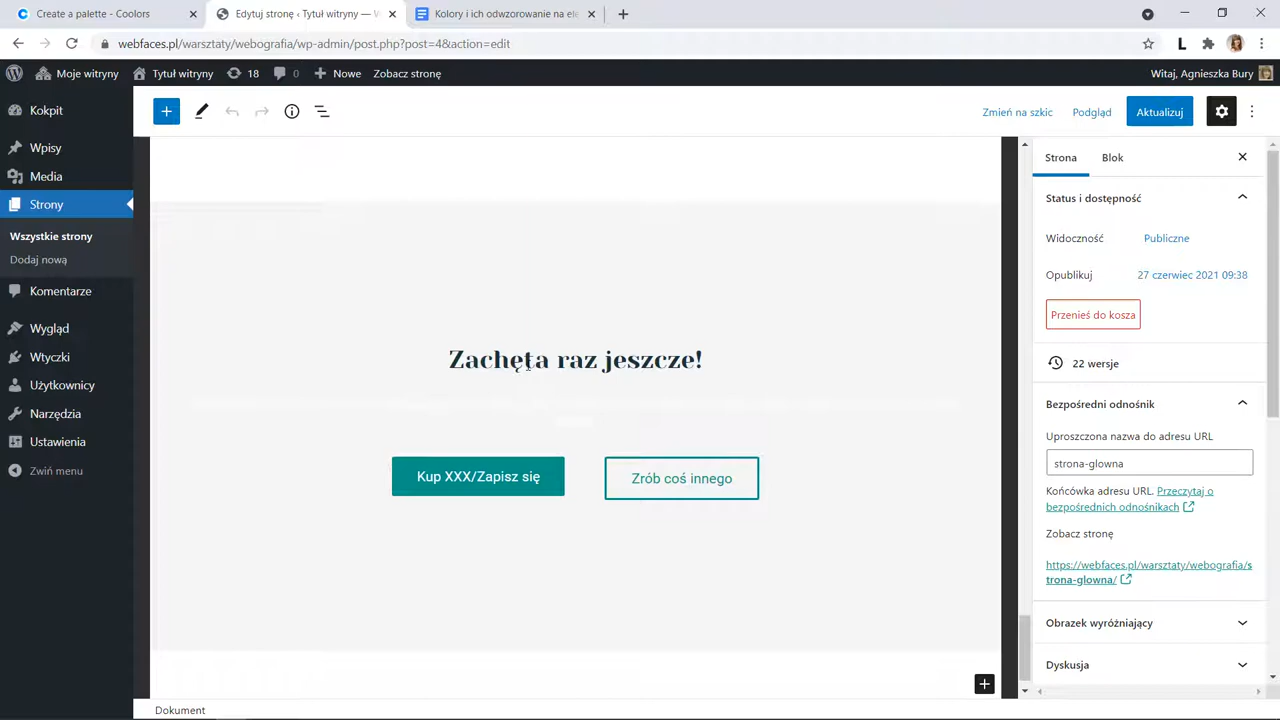 Create a palette - Coolors
Edytuj stronę ‹ Tytuł witryny — W
Kolory i ich odwzorowanie na ele
webfaces.pl/warsztaty/webografia/wp-admin/post.php?post=4&action=edit
Moje witryny
Tytuł witryny
18
0
Nowe
Zobacz stronę
Witaj, Agnieszka Bury
Kokpit
Wpisy
Media
Strony
Wszystkie strony
Dodaj nową
Komentarze
Wygląd
Wtyczki
Użytkownicy
Narzędzia
Ustawienia
Zwiń menu
Zmień na szkic
Podgląd
Aktualizuj
Zachęta raz jeszcze!
Kup XXX/Zapisz się
Zrób coś innego
Strona
Blok
Status i dostępność
Widoczność
Publiczne
Opublikuj
27 czerwiec 2021 09:38
Przenieś do kosza
22 wersje
Bezpośredni odnośnik
Uproszczona nazwa do adresu URL
strona-glowna
Końcówka adresu URL. Przeczytaj o
bezpośrednich odnośnikach
Zobacz stronę
https://webfaces.pl/warsztaty/webografia/s
trona-glowna/
Obrazek wyróżniający
Dyskusja
Dokument